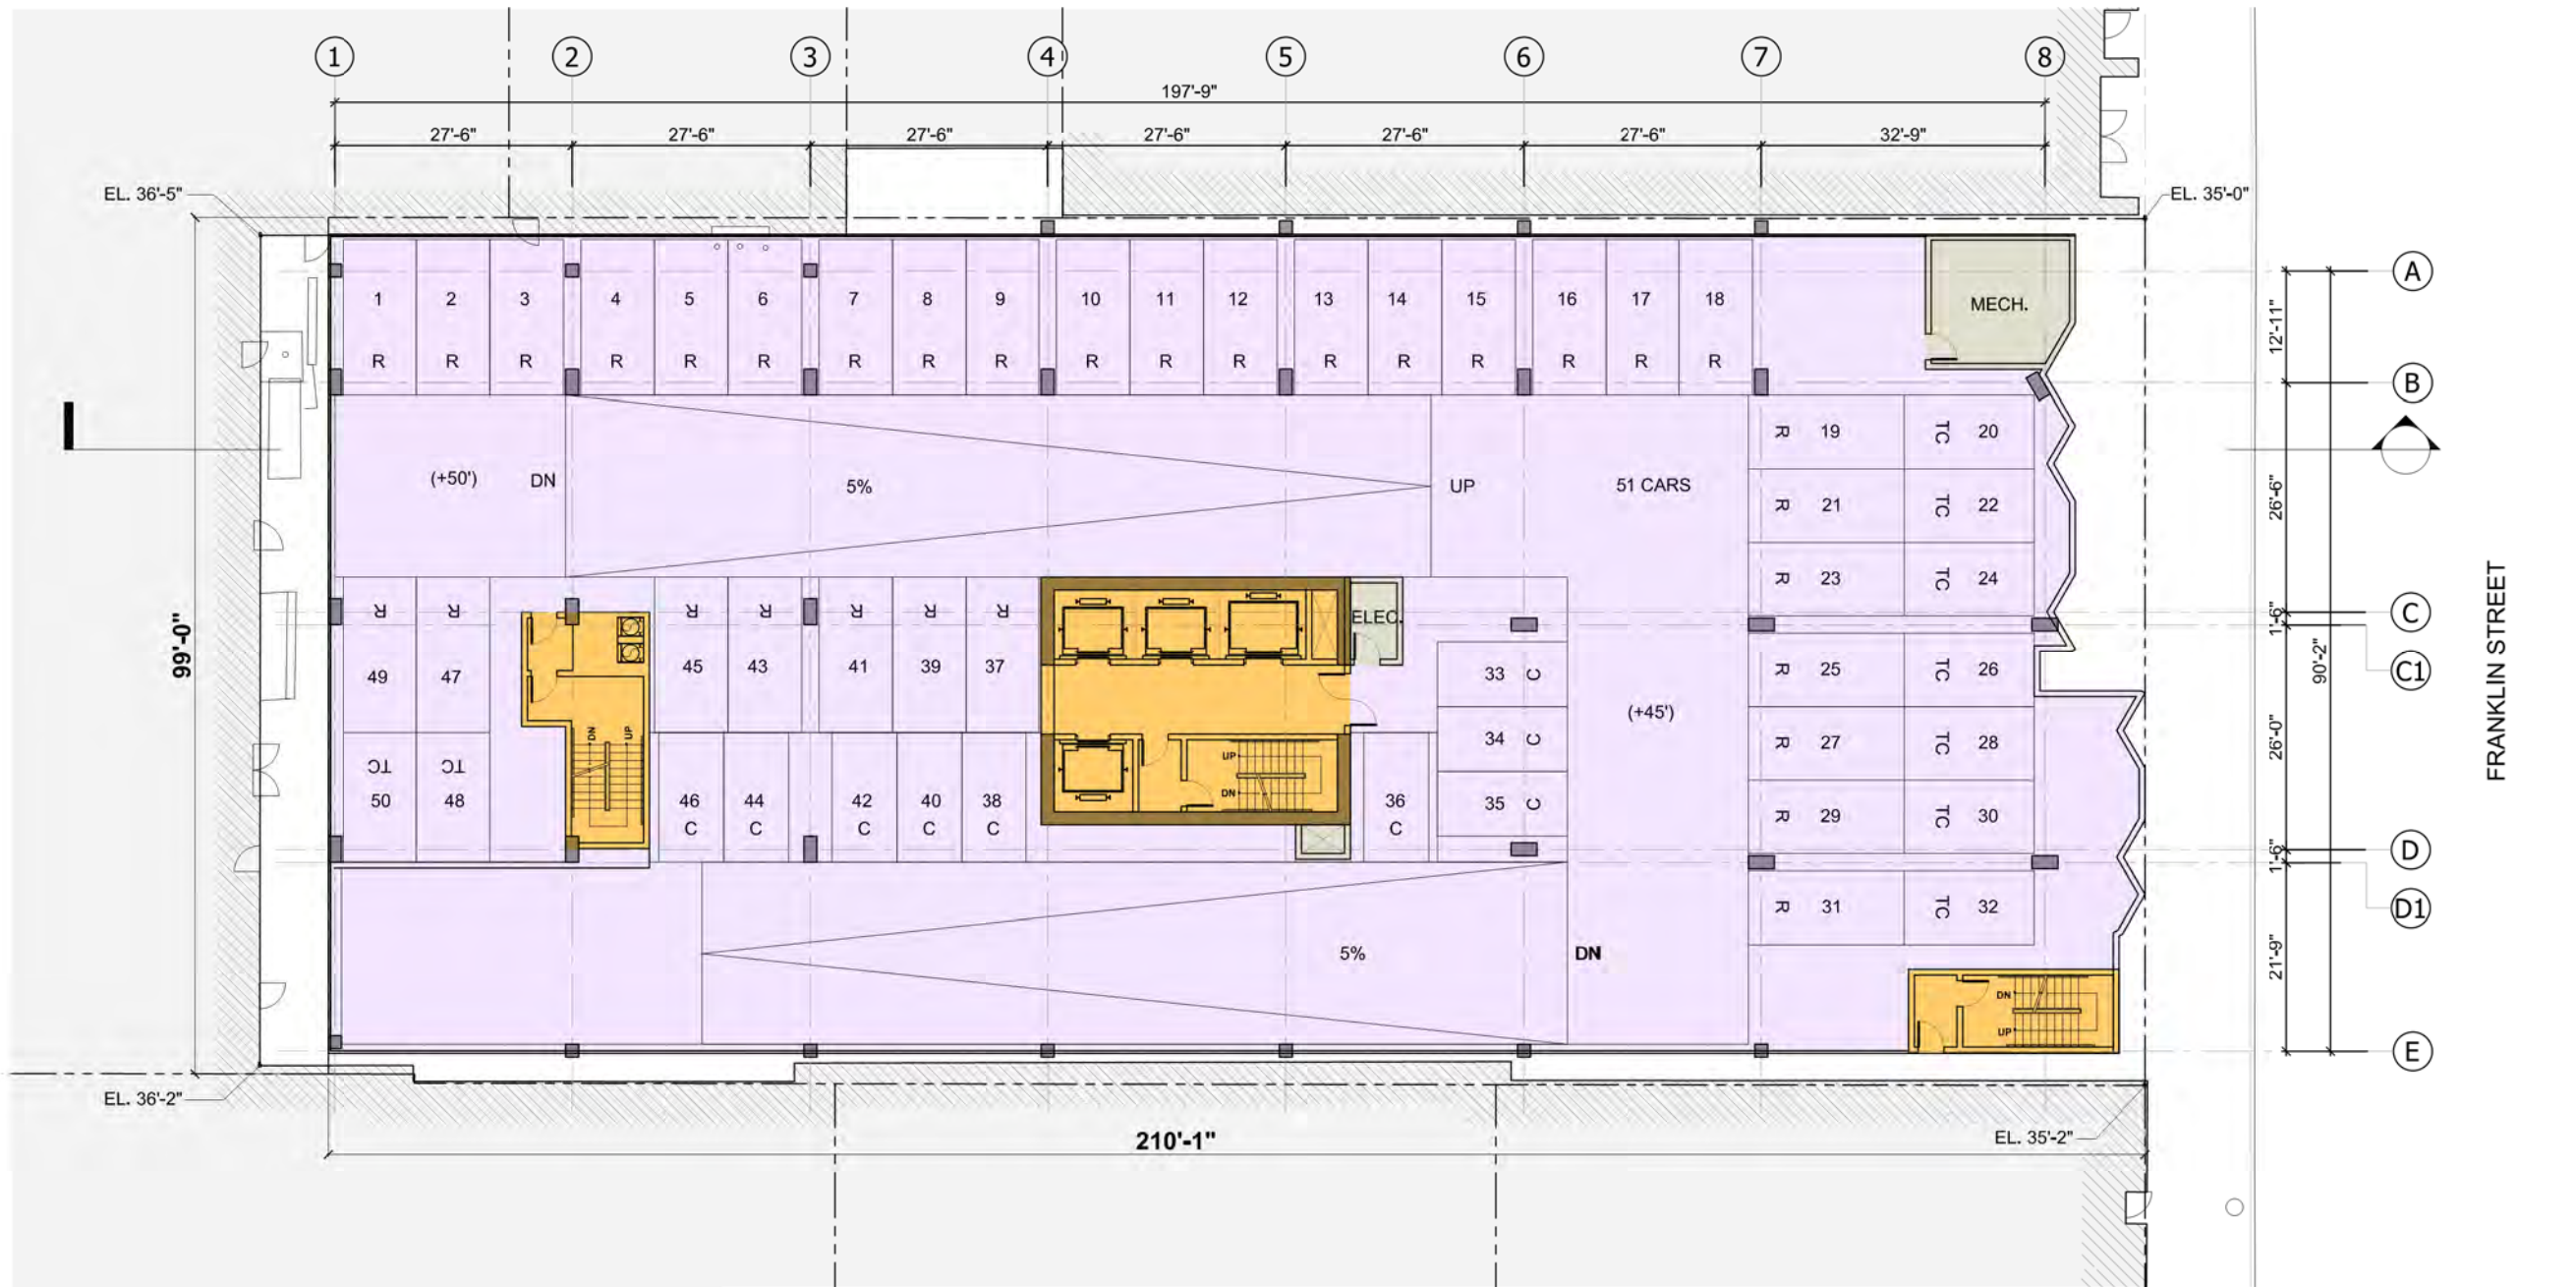 1 2 3 4 5 6 7 8
197'-9"
27'-6" 27'-6" 27'-6" 27'-6" 27'-6" 27'-6" 32'-9"
EL. 36'-5" EL. 35'-0"
A
1 2 3 4 5 6 7 8 9 10 11 12 13 14 15 16 17 18 MECH.
12'-11"
R R R R R R R R R R R R R R R R R R
B
R 19 TC 20
(+50') DN 5% UP 51 CARS
R 21 TC 22
26'-6"
R 23 TC 24
R R R R R R R ELEC.
C
1'-6"
C1
49 47 45 43 41 39 37 33 C
R 25 TC 26
90'-2"
99'-0"
FRANKLIN STREET
(+45')
DN UP
34 C
R 27 TC 28
26'-0"
TC TC
UP
DN
50 48 46 44 42 40 38 36 35 C
C C C C C C
R 29 TC 30
D
1'-6"
D1
R 31 TC 32
5% DN
21'-9"
DN
UP
E
EL. 36'-2"
210'-1"
EL. 35'-2"